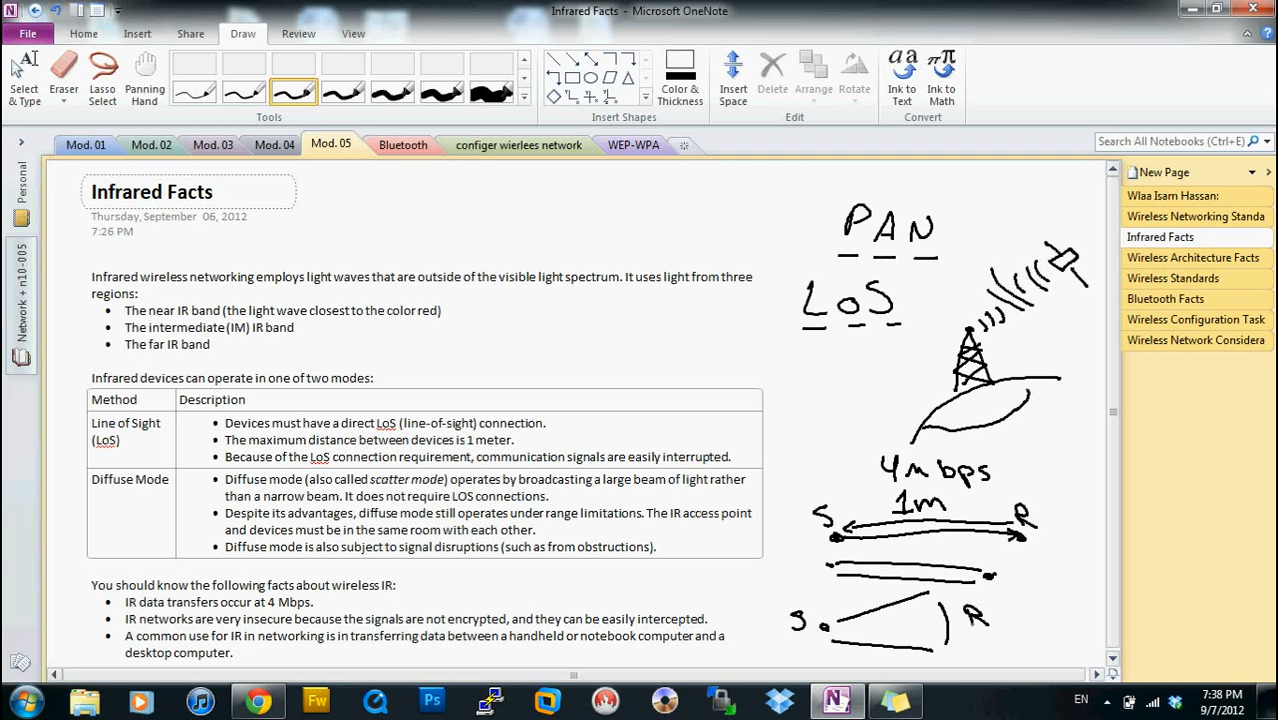 Infrared Facts - Microsoft OneNote
File Home Insert Share Draw Review View
Select & Type
Eraser
Lasso Select
Panning Hand
Color & Thickness
Insert Space
Delete
Arrange
Rotate
Ink to Text
Ink to Math
Tools
Insert Shapes
Edit
Convert
Mod. 01 Mod. 02 Mod. 03 Mod. 04 Mod. 05 Bluetooth configer wierlees network WEP-WPA
Search All Notebooks (Ctrl+E)
Personal
Network + n10-005
Infrared Facts
Thursday, September 06, 2012
7:26 PM
Infrared wireless networking employs light waves that are outside of the visible light spectrum. It uses light from three
regions:
• The near IR band (the light wave closest to the color red)
• The intermediate (IM) IR band
• The far IR band
Infrared devices can operate in one of two modes:
Method Description
Line of Sight (LoS)
• Devices must have a direct LoS (line-of-sight) connection.
• The maximum distance between devices is 1 meter.
• Because of the LoS connection requirement, communication signals are easily interrupted.
Diffuse Mode
• Diffuse mode (also called scatter mode) operates by broadcasting a large beam of light rather
than a narrow beam. It does not require LOS connections.
• Despite its advantages, diffuse mode still operates under range limitations. The IR access point
and devices must be in the same room with each other.
• Diffuse mode is also subject to signal disruptions (such as from obstructions).
You should know the following facts about wireless IR:
• IR data transfers occur at 4 Mbps.
• IR networks are very insecure because the signals are not encrypted, and they can be easily intercepted.
• A common use for IR in networking is in transferring data between a handheld or notebook computer and a
desktop computer.
PAN
LoS
4m bps
1m
S R
S R
New Page
Wlaa Isam Hassan:
Wireless Networking Standa
Infrared Facts
Wireless Architecture Facts
Wireless Standards
Bluetooth Facts
Wireless Configuration Task
Wireless Network Considera
Fw
Ps
EN
7:38 PM
9/7/2012